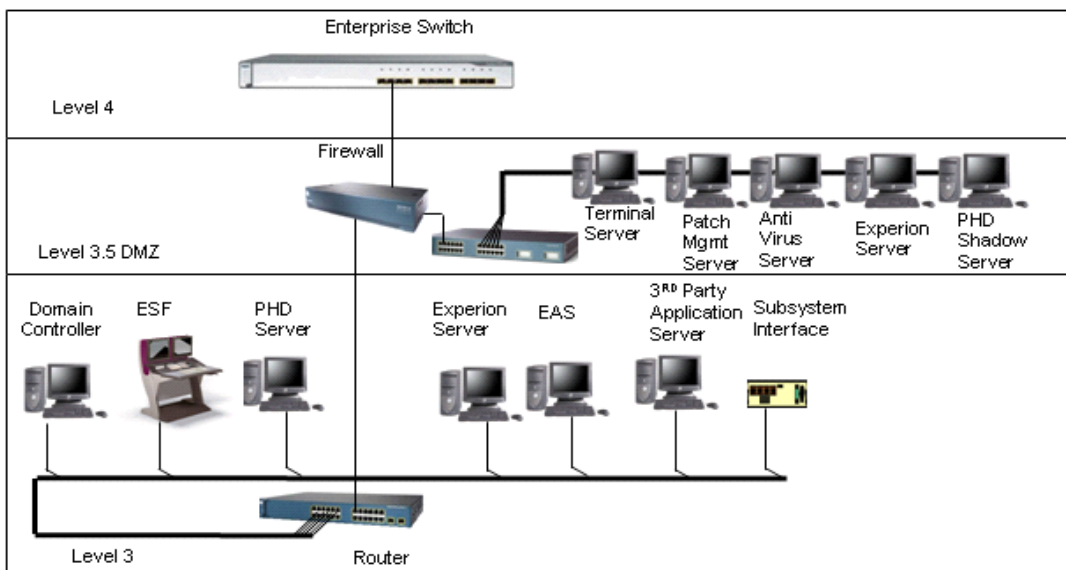 Enterprise Switch
Level 4
Firewall
Terminal
Server
Patch
Mgmt
Server
Anti
Virus
Server
Experion
Server
PHD
Shadow
Server
Level 3.5 DMZ
Domain
Controller
ESF
PHD
Server
Experion
Server
EAS
3RD Party
Application
Server
Subsystem
Interface
Level 3
Router